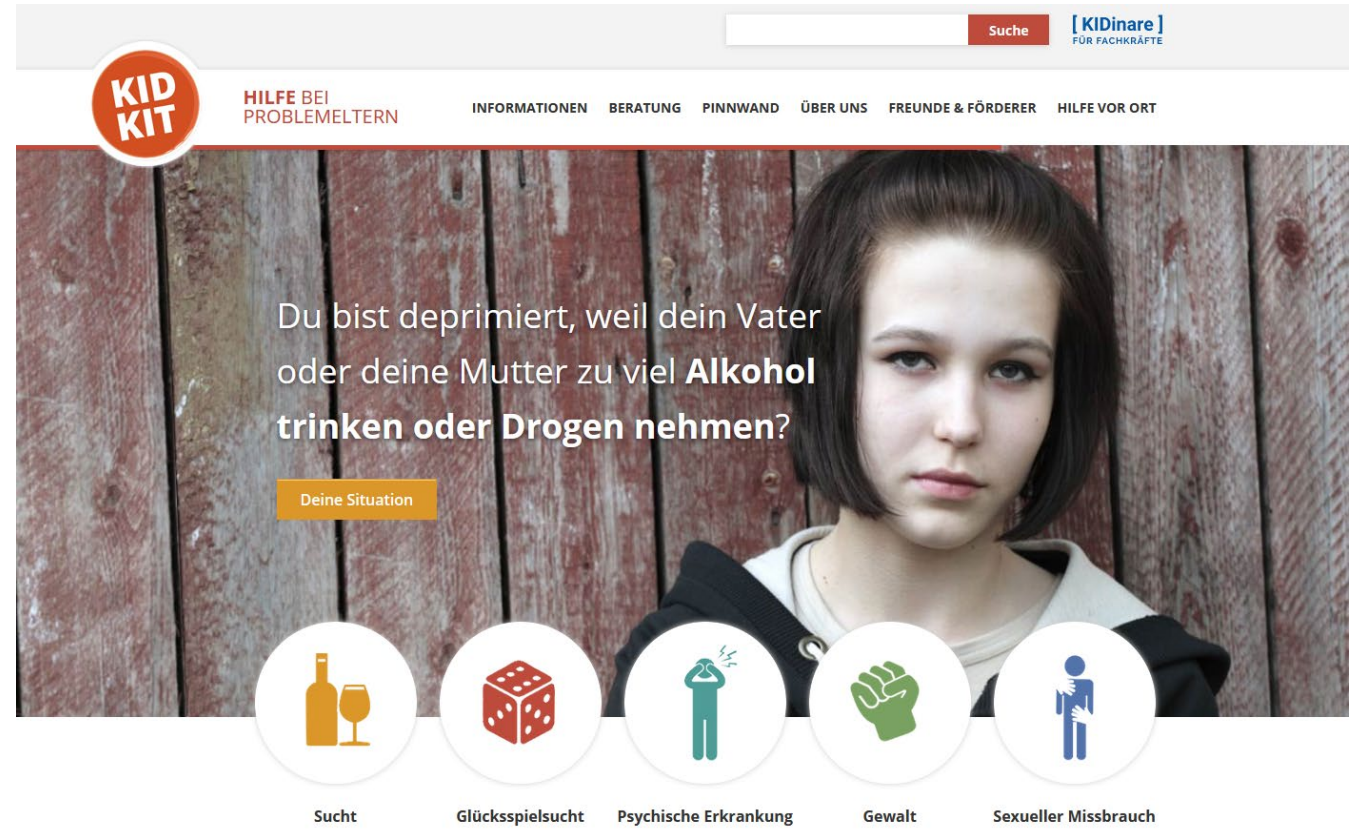 Suche
[ KIDinare ]
FÜR FACHKRÄFTE
KID
KIT
HILFE BEI
PROBLEMELTERN
INFORMATIONEN BERATUNG PINNWAND ÜBER UNS FREUNDE & FÖRDERER HILFE VOR ORT
Du bist deprimiert, weil dein Vater
oder deine Mutter zu viel Alkohol
trinken oder Drogen nehmen?
Deine Situation
Sucht Glücksspielsucht Psychische Erkrankung Gewalt Sexueller Missbrauch